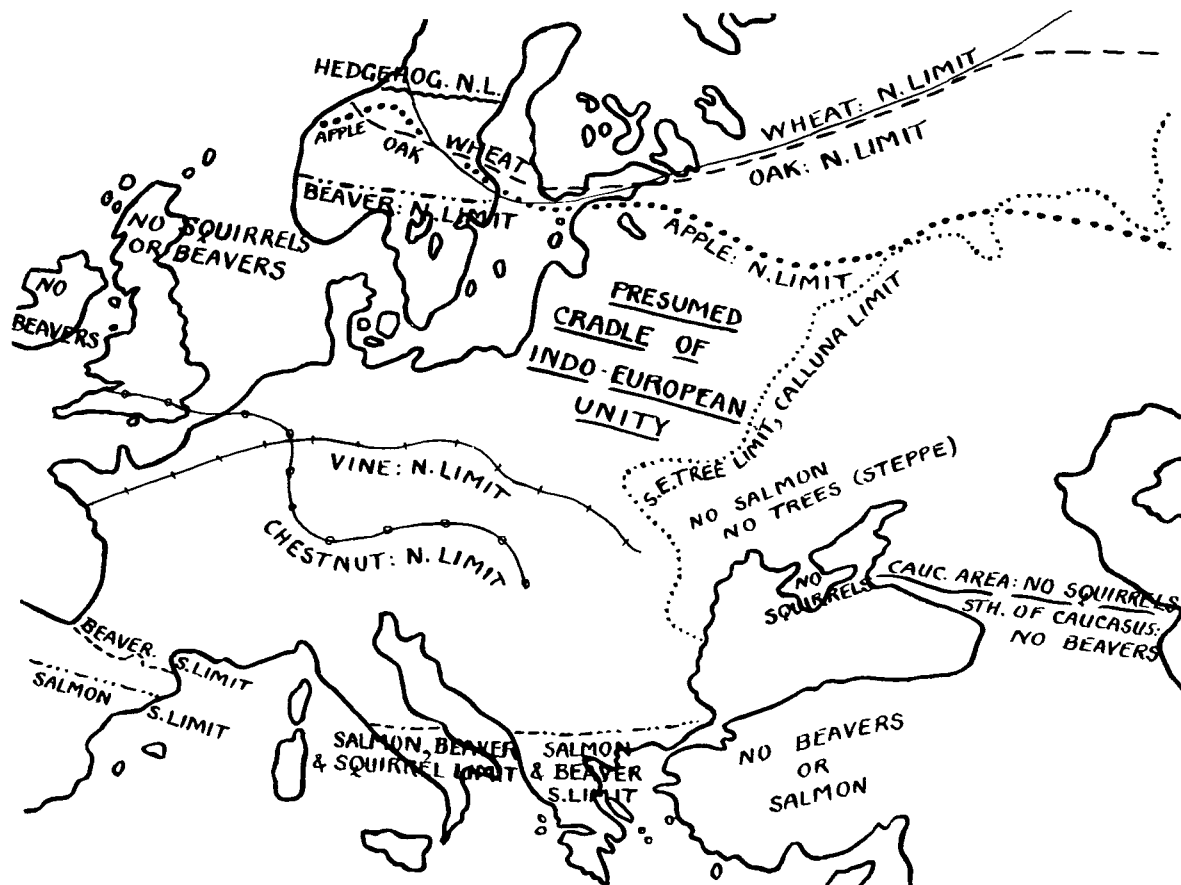 HEDGEHOG. N.L.
APPLE
OAK
WHEAT
WHEAT: N. LIMIT
OAK: N. LIMIT
BEAVER: N. LIMIT
NO SQUIRRELS
OR BEAVERS
APPLE: N. LIMIT
NO
BEAVERS
PRESUMED
CRADLE OF
INDO-EUROPEAN
UNITY
S.E. TREE LIMIT, CALLUNA LIMIT
VINE: N. LIMIT
NO SALMON
NO TREES (STEPPE)
CHESTNUT: N. LIMIT
NO
SQUIRRELS
CAUC. AREA: NO SQUIRRELS
STH. OF CAUCASUS:
NO BEAVERS
BEAVER. S. LIMIT
SALMON S. LIMIT
SALMON, BEAVER
& SQUIRREL LIMIT
SALMON
& BEAVER
S. LIMIT
NO BEAVERS
OR
SALMON